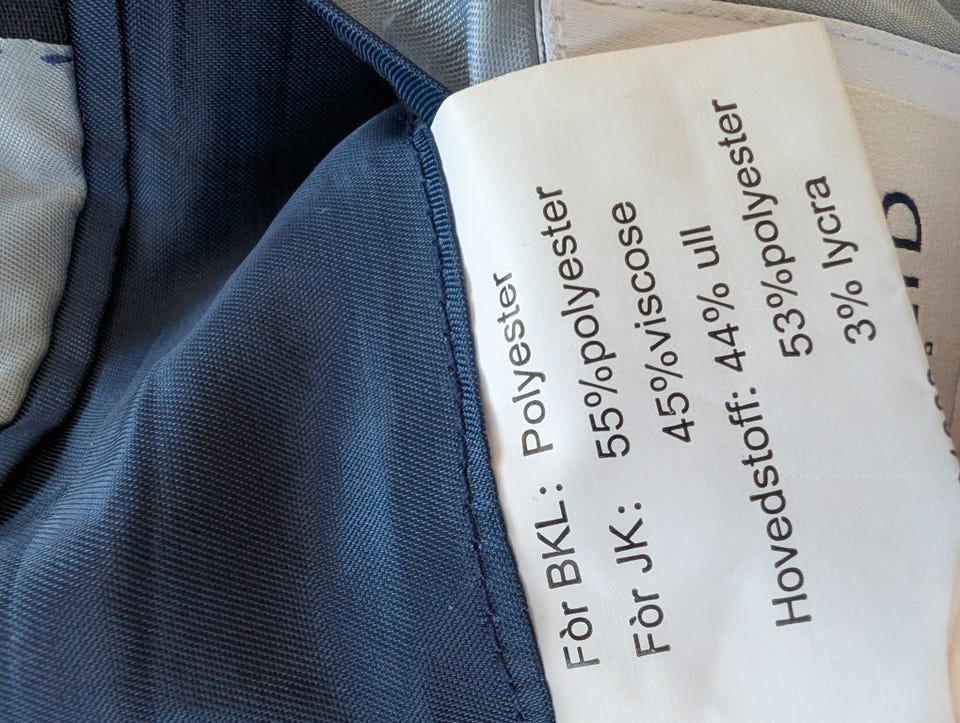 Fòr BKL: Polyester
Fòr JK: 55%polyester
45%viscose
Hovedstoff: 44% ull
53%polyester
3% lycra